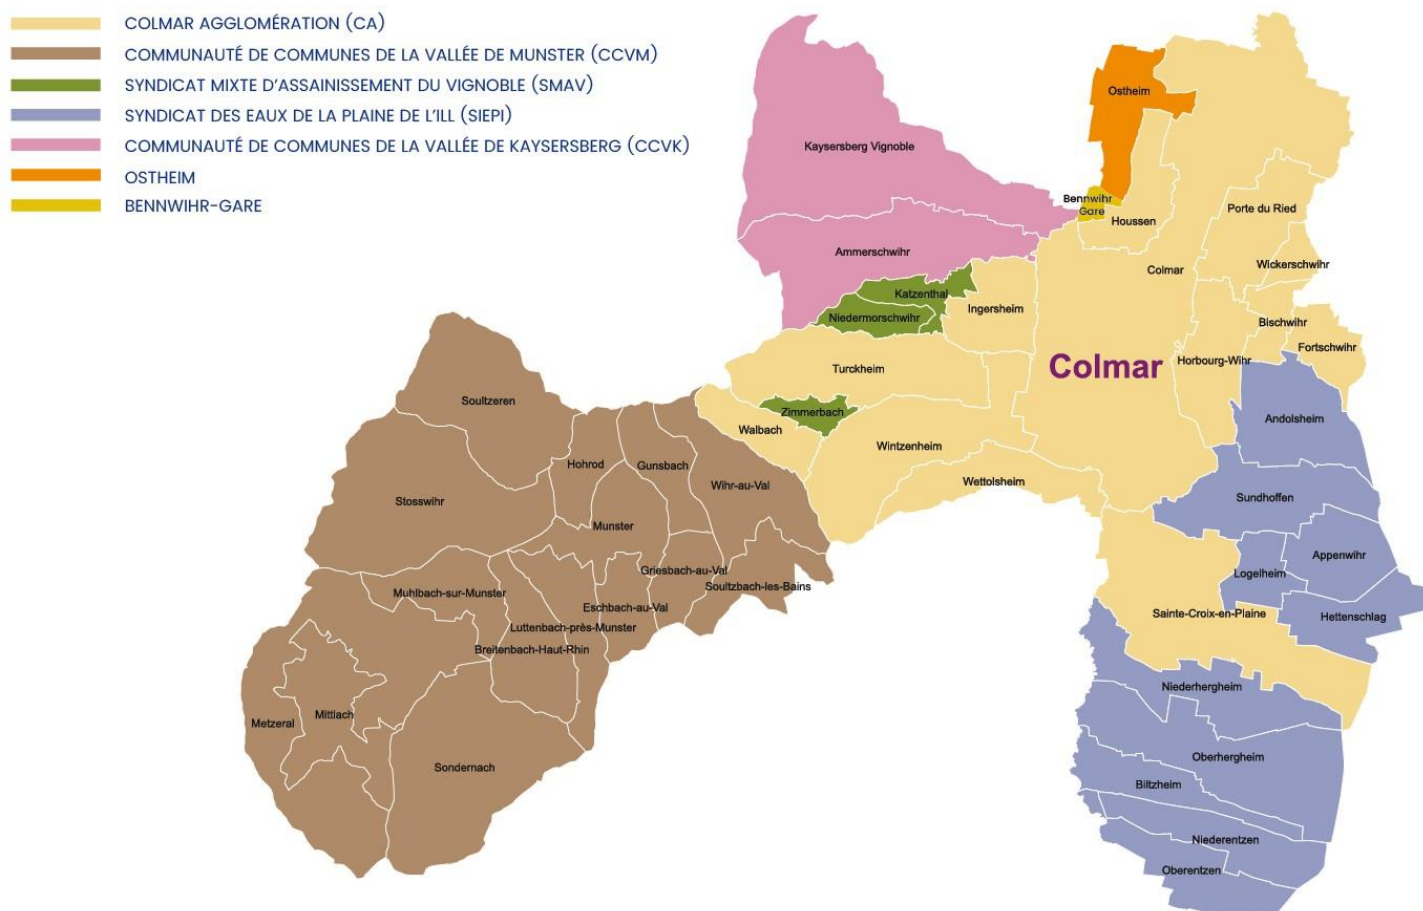 COLMAR AGGLOMÉRATION (CA)
COMMUNAUTÉ DE COMMUNES DE LA VALLÉE DE MUNSTER (CCVM)
SYNDICAT MIXTE D'ASSAINISSEMENT DU VIGNOBLE (SMAV)
SYNDICAT DES EAUX DE LA PLAINE DE L'ILL (SIEPI)
COMMUNAUTÉ DE COMMUNES DE LA VALLÉE DE KAYSERSBERG (CCVK)
OSTHEIM
BENNWIHR-GARE
Ostheim
Kaysersberg Vignoble
Bennwihr
Gare
Houssen
Porte du Ried
Ammerschwihr
Colmar
Wickerschwihr
Katzenthal
Ingersheim
Niedermorschwihr
Bischwihr
Fortschwihr
Horbourg-Wihr
Colmar
Turckheim
Soultzeren
Zimmerbach
Andolsheim
Walbach
Wintzenheim
Hohrod
Gunsbach
Wihr-au-Val
Wettolsheim
Stosswihr
Sundhoffen
Munster
Appenwihr
Griesbach-au-Val
Logelheim
Soultzbach-les-Bains
Muhlbach-sur-Munster
Eschbach-au-Val
Sainte-Croix-en-Plaine
Hettenschlag
Luttenbach-près-Munster
Breitenbach-Haut-Rhin
Niederhergheim
Mittlach
Metzeral
Oberhergheim
Sondernach
Biltzheim
Niederentzen
Oberentzen